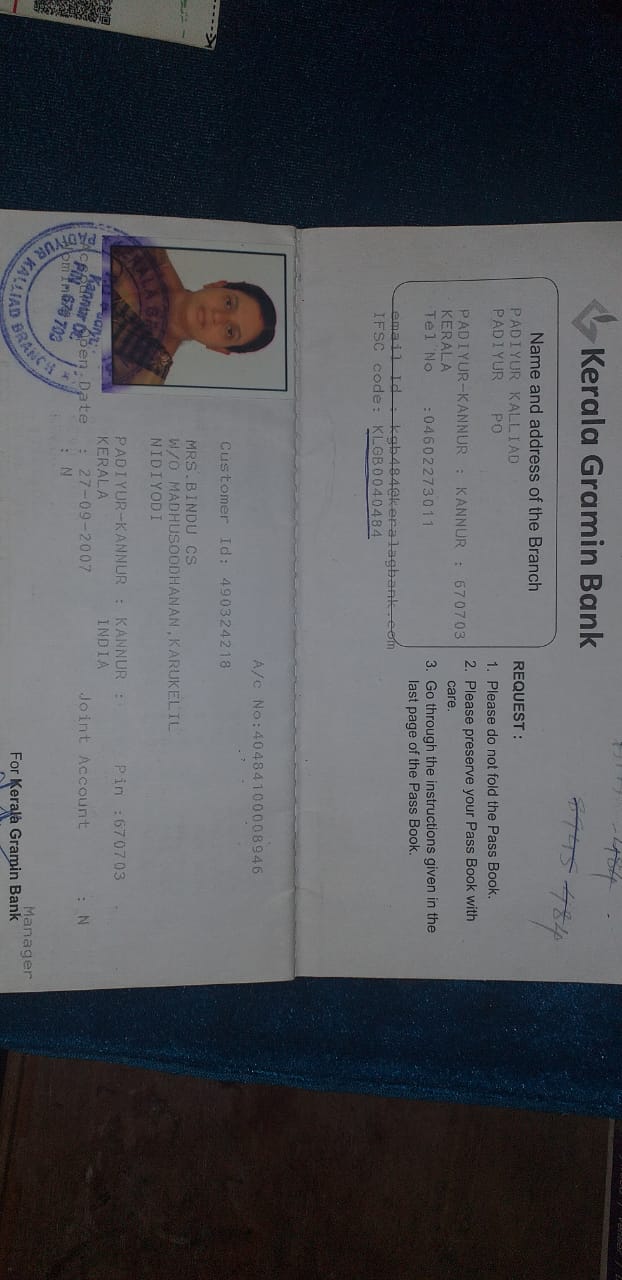 Kerala Gramin Bank
484
8945 484
Name and address of the Branch
PADIYUR KALLIAD
PADIYUR PO
PADIYUR-KANNUR : KANNUR : 670703
KERALA
Tel No :04602273011
email Id : kgb484@keralagbank.com
IFSC code: KLGB0040484
REQUEST :
1. Please do not fold the Pass Book.
2. Please preserve your Pass Book with
care.
3. Go through the instructions given in the
last page of the Pass Book.
A/c No:40484100008946
Customer Id: 490324218
MRS.BINDU CS
W/O MADHUSOODHANAN,KARUKELIL
NIDIYODI
PADIYUR-KANNUR : KANNUR : Pin :670703
KERALA INDIA
Open Date : 27-09-2007 Joint Account : N
: N
Kannur Dt.
PIN - 670 703
PADIYUR KALLIAD BRANCH
Manager
For Kerala Gramin Bank